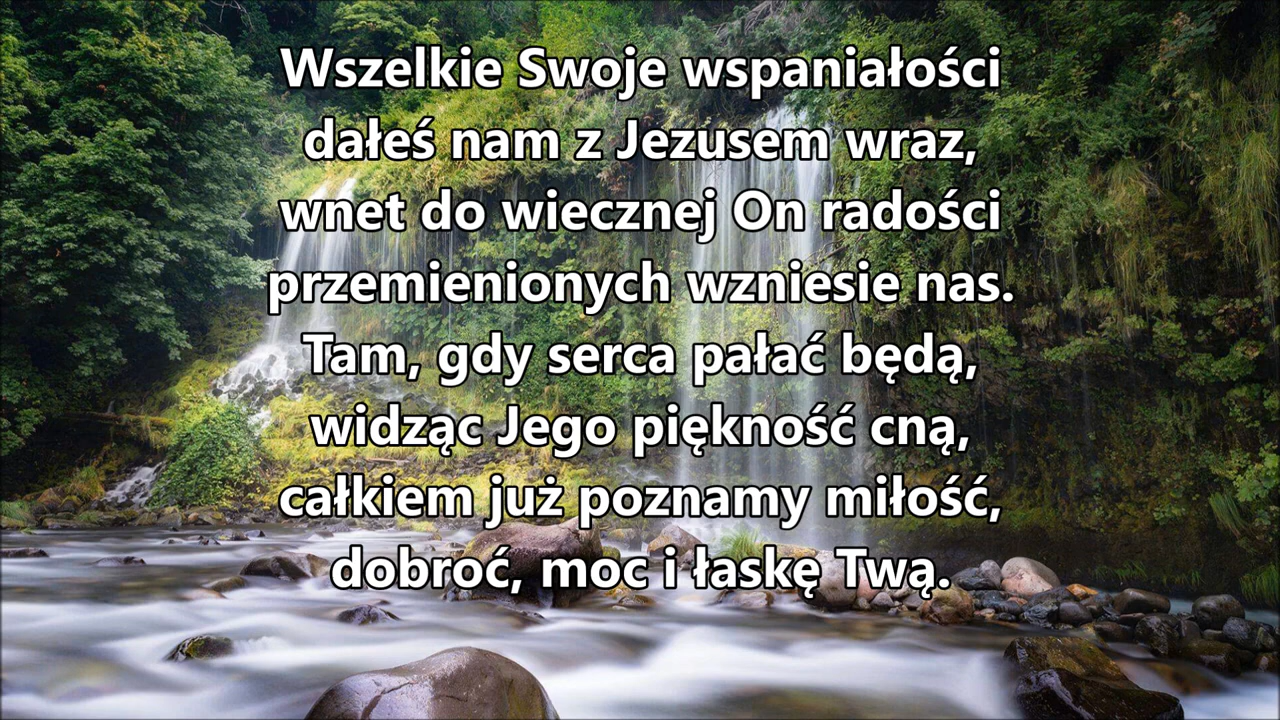 Wszelkie Swoje wspaniałości
dałeś nam z Jezusem wraz,
wnet do wiecznej On radości
przemienionych wzniesie nas.
Tam, gdy serca pałać będą,
widząc Jego piękność cną,
całkiem już poznamy miłość,
dobroć, moc i łaskę Twą.